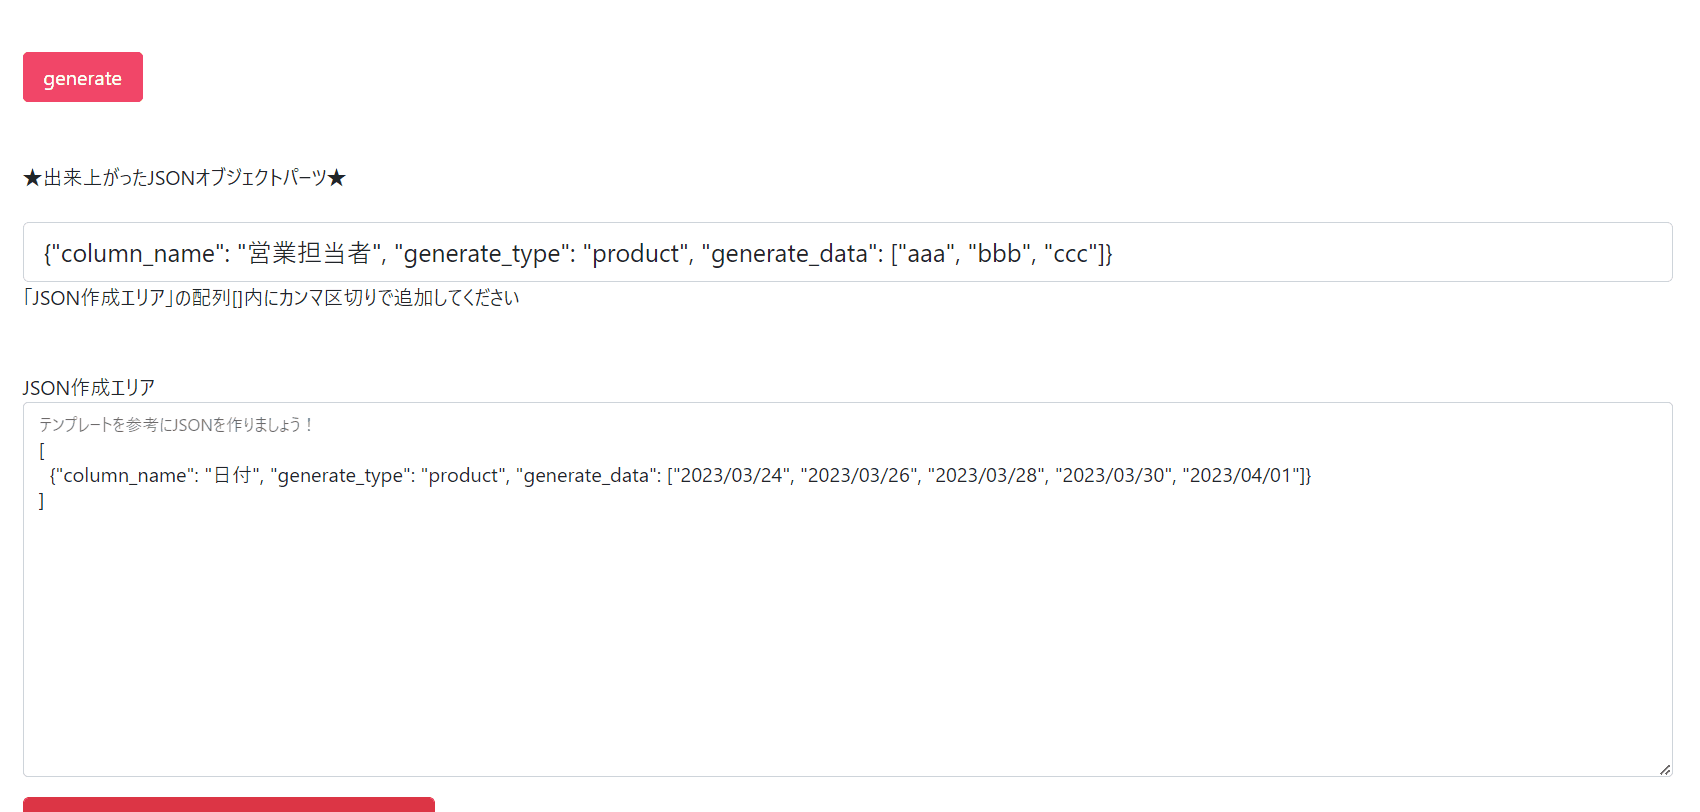 generate
★出来上がったJSONオブジェクトパーツ★
{"column_name": "営業担当者", "generate_type": "product", "generate_data": ["aaa", "bbb", "ccc"]}
「JSON作成エリア」の配列[]内にカンマ区切りで追加してください
JSON作成エリア
テンプレートを参考にJSONを作りましょう！
[
{"column_name": "日付", "generate_type": "product", "generate_data": ["2023/03/24", "2023/03/26", "2023/03/28", "2023/03/30", "2023/04/01"]}
]